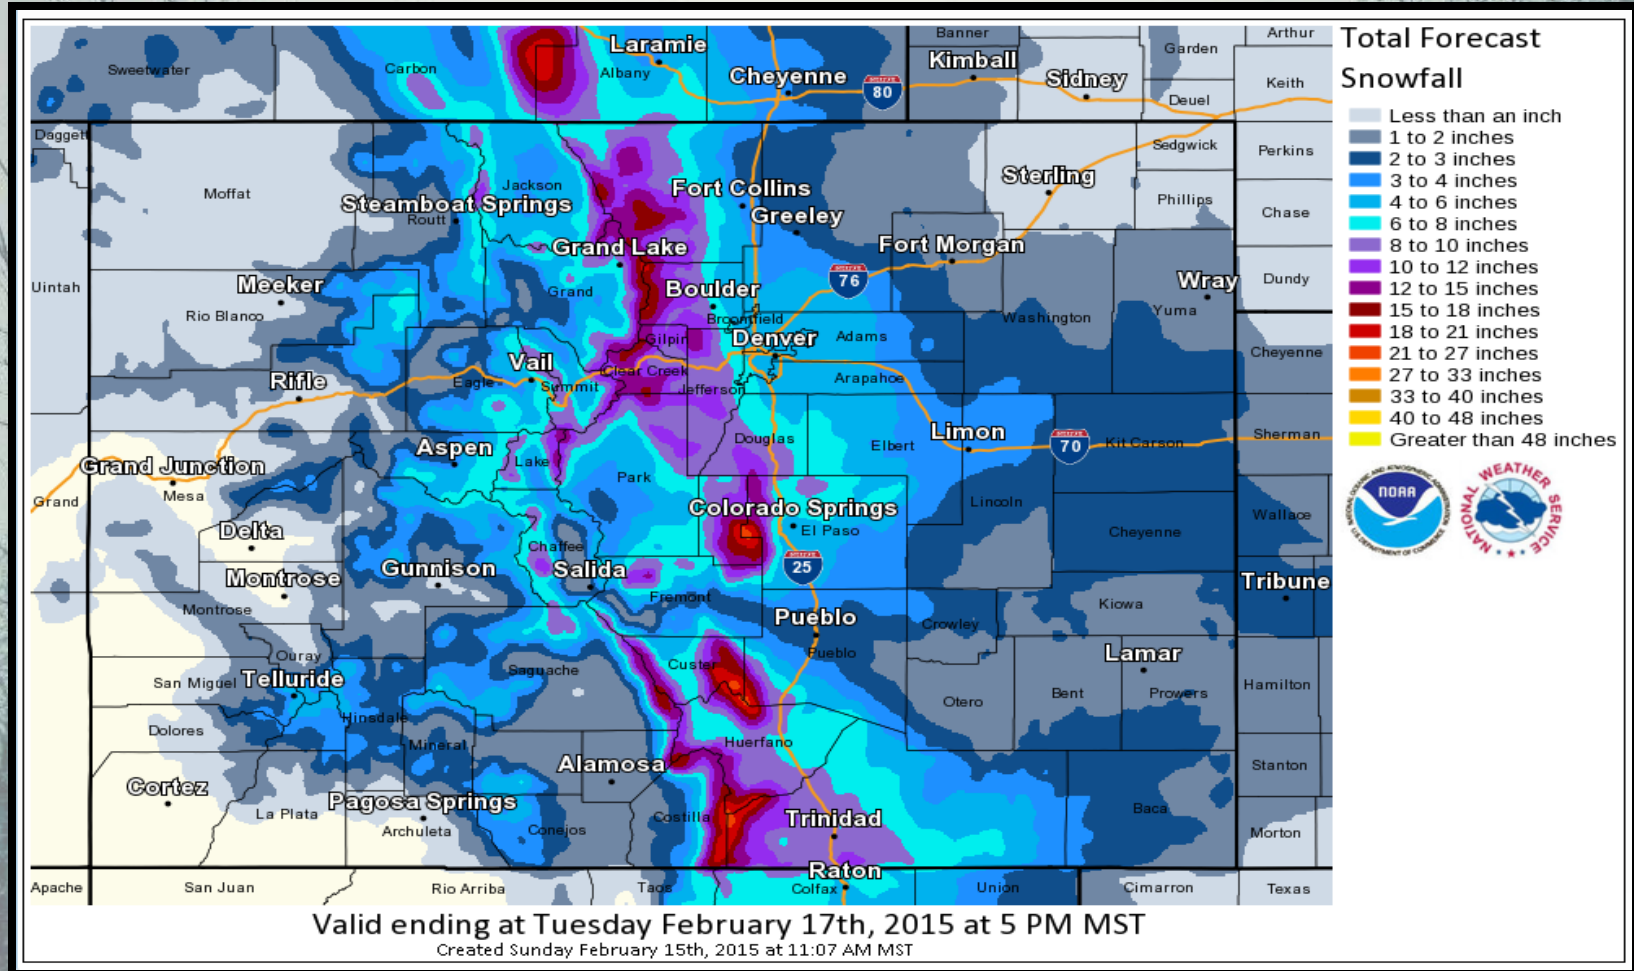 Total Forecast
Snowfall
Less than an inch
1 to 2 inches
2 to 3 inches
3 to 4 inches
4 to 6 inches
6 to 8 inches
8 to 10 inches
10 to 12 inches
12 to 15 inches
15 to 18 inches
18 to 21 inches
21 to 27 inches
27 to 33 inches
33 to 40 inches
40 to 48 inches
Greater than 48 inches
NOAA
NATIONAL OCEANIC AND ATMOSPHERIC ADMINISTRATION
U.S. DEPARTMENT OF COMMERCE
NATIONAL WEATHER SERVICE
Banner
Arthur
Laramie
Garden
Sweetwater
Carbon
Albany
Cheyenne
Kimball
Sidney
Keith
80
Deuel
Daggett
Sedgwick
Perkins
Moffat
Jackson
Fort Collins
Sterling
Steamboat Springs
Routt
Greeley
Phillips
Chase
Grand Lake
Fort Morgan
Uintah
Meeker
Grand
Boulder
76
Wray
Dundy
Rio Blanco
Broomfield
Washington
Yuma
Gilpin
Denver
Adams
Cheyenne
Vail
Rifle
Eagle
Summit
Clear Creek
Jefferson
Arapahoe
Aspen
Lake
Douglas
Elbert
Limon
70
Kit Carson
Sherman
Grand Junction
Mesa
Grand
Park
Colorado Springs
El Paso
Lincoln
Wallace
Delta
Chaffee
Cheyenne
Montrose
Gunnison
Salida
25
Tribune
Montrose
Fremont
Pueblo
Crowley
Kiowa
Ouray
San Miguel
Telluride
Saguache
Custer
Pueblo
Lamar
Otero
Bent
Prowers
Hamilton
Dolores
Hinsdale
Mineral
Huerfano
Cortez
Alamosa
Stanton
La Plata
Pagosa Springs
Archuleta
Conejos
Costilla
Trinidad
Baca
Morton
Apache
San Juan
Rio Arriba
Taos
Raton
Colfax
Union
Cimarron
Texas
Valid ending at Tuesday February 17th, 2015 at 5 PM MST
Created Sunday February 15th, 2015 at 11:07 AM MST